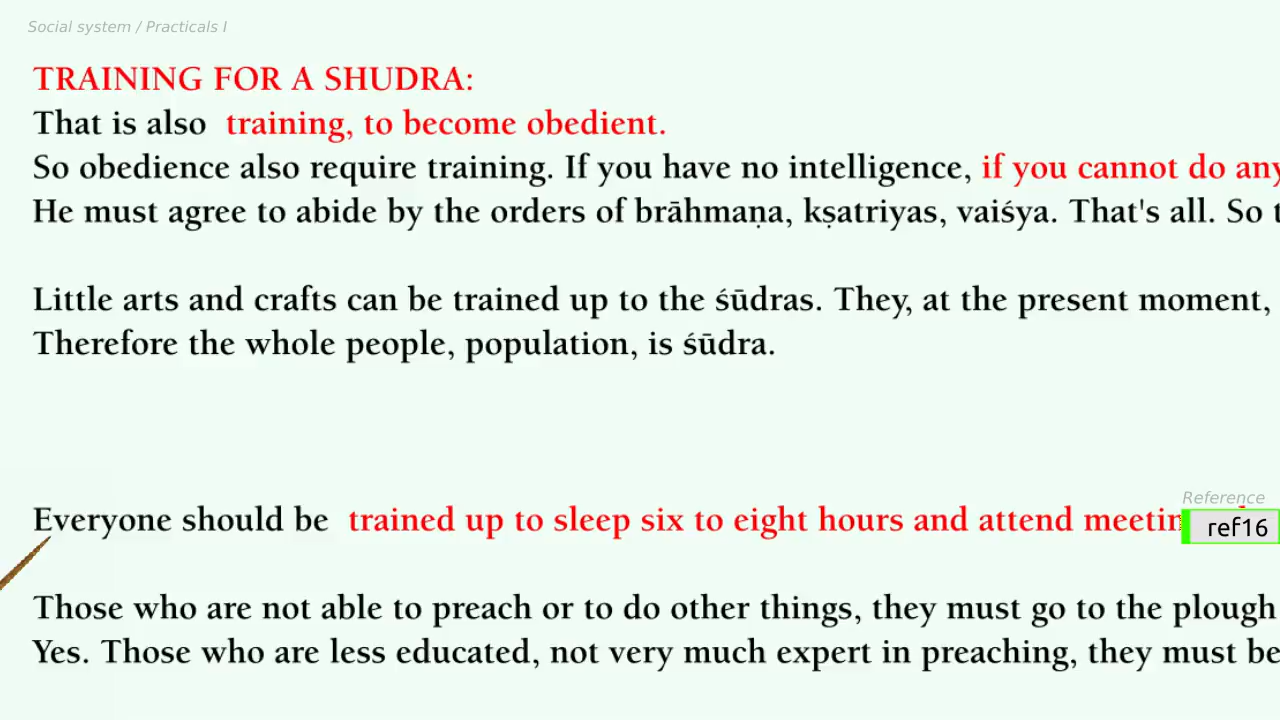 Social system / Practicals I
TRAINING FOR A SHUDRA:
That is also training, to become obedient.
So obedience also require training. If you have no intelligence, if you cannot do any
He must agree to abide by the orders of brāhmaṇa, kṣatriyas, vaiśya. That's all. So t
Little arts and crafts can be trained up to the śūdras. They, at the present moment,
Therefore the whole people, population, is śūdra.
Reference
Everyone should be trained up to sleep six to eight hours and attend
ref16
Those who are not able to preach or to do other things, they must go to the plough
Yes. Those who are less educated, not very much expert in preaching, they must be